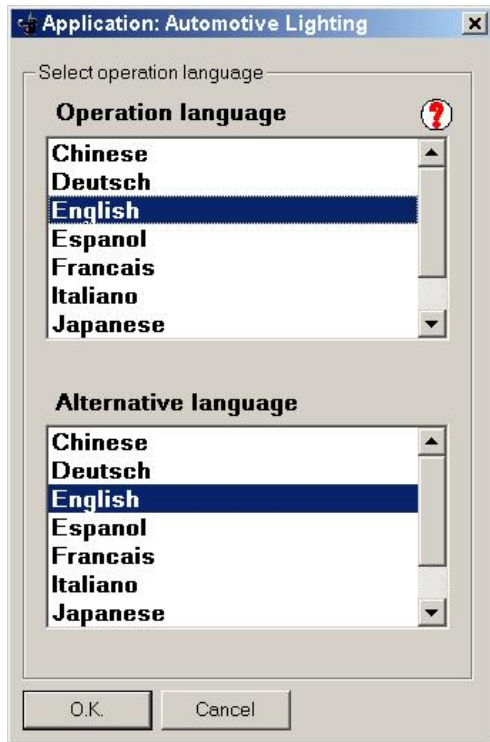 Application: Automotive Lighting
Select operation language
Operation language
?
Chinese
Deutsch
English
Espanol
Francais
Italiano
Japanese
Alternative language
Chinese
Deutsch
English
Espanol
Francais
Italiano
Japanese
O.K.
Cancel